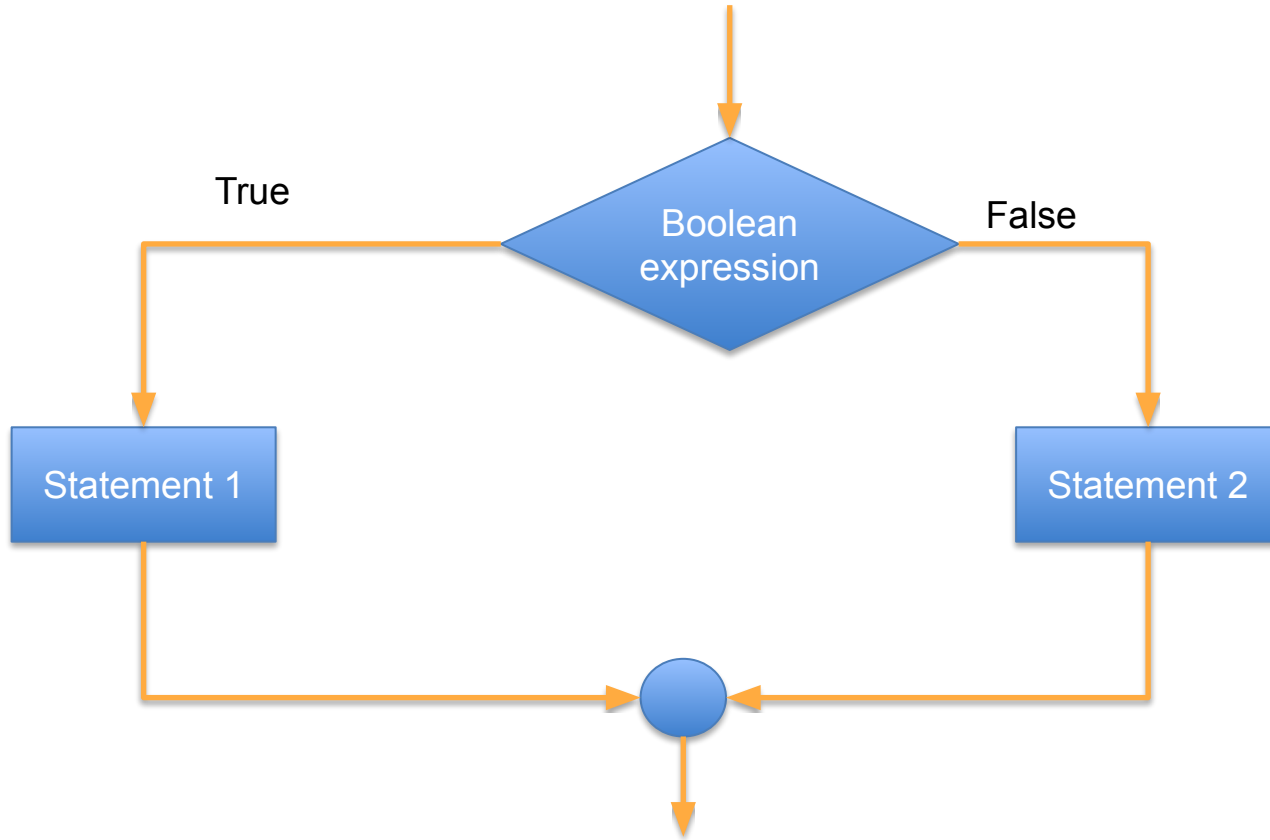 True
False
Boolean
expression
Statement 1
Statement 2